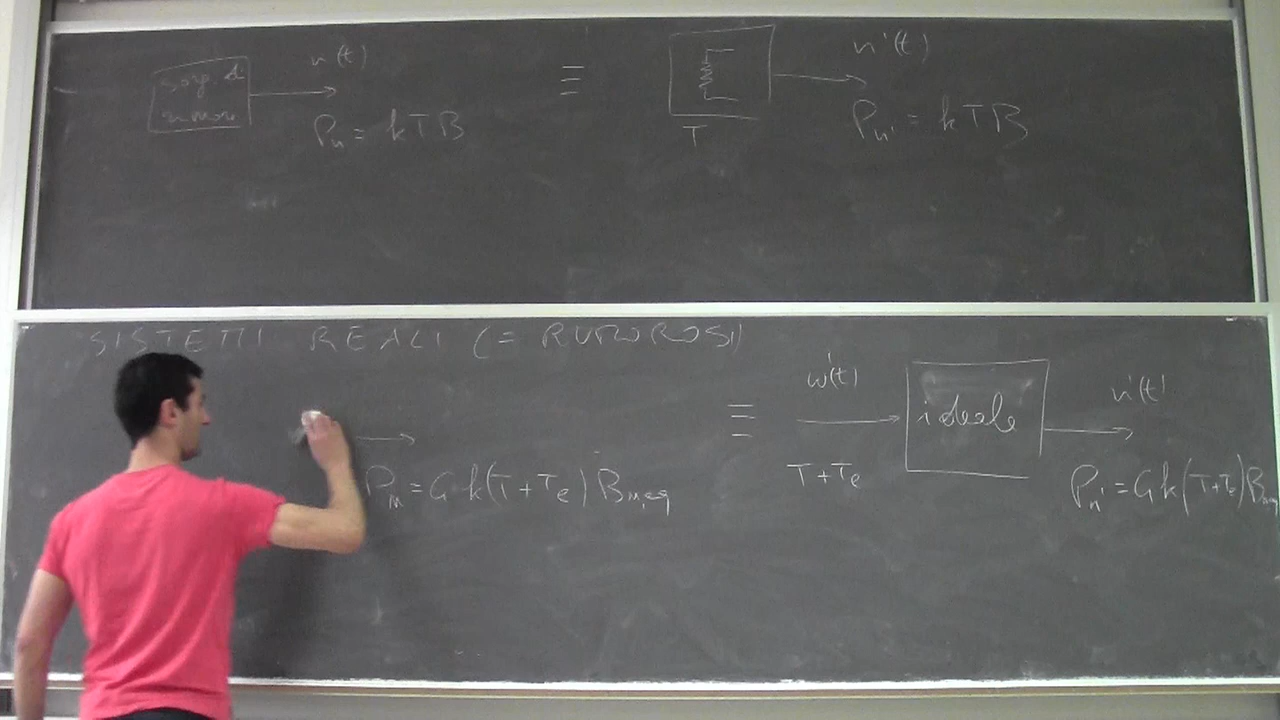 sorg. di
rumore
n(t)
Pn = kTB
≡
T
n'(t)
Pn' = kTB
SISTEMI REALI (= RUMOROSI)
Pn = G k(T+Te) Bn,eq
≡
w'(t)
T+Te
ideale
n'(t)
Pn' = G k(T+Te) Bn,eq